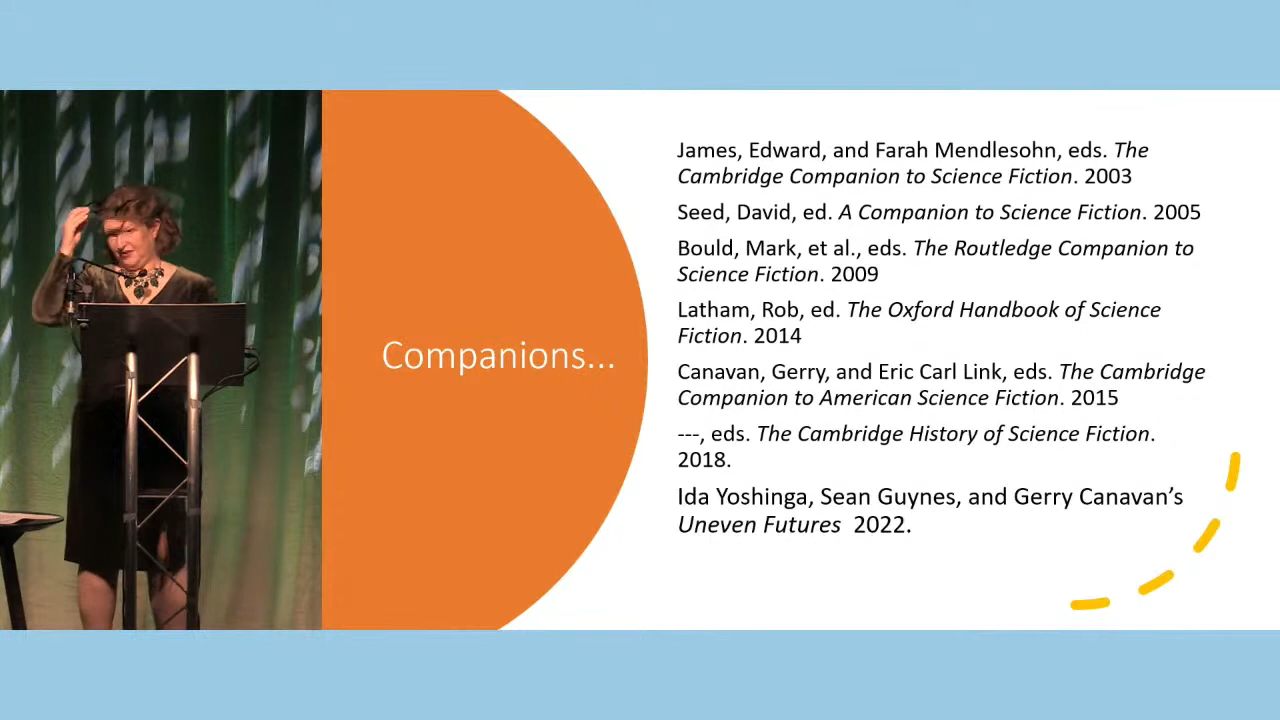 Companions...
James, Edward, and Farah Mendlesohn, eds. The
Cambridge Companion to Science Fiction. 2003
Seed, David, ed. A Companion to Science Fiction. 2005
Bould, Mark, et al., eds. The Routledge Companion to
Science Fiction. 2009
Latham, Rob, ed. The Oxford Handbook of Science
Fiction. 2014
Canavan, Gerry, and Eric Carl Link, eds. The Cambridge
Companion to American Science Fiction. 2015
---, eds. The Cambridge History of Science Fiction.
2018.
Ida Yoshinga, Sean Guynes, and Gerry Canavan’s
Uneven Futures 2022.